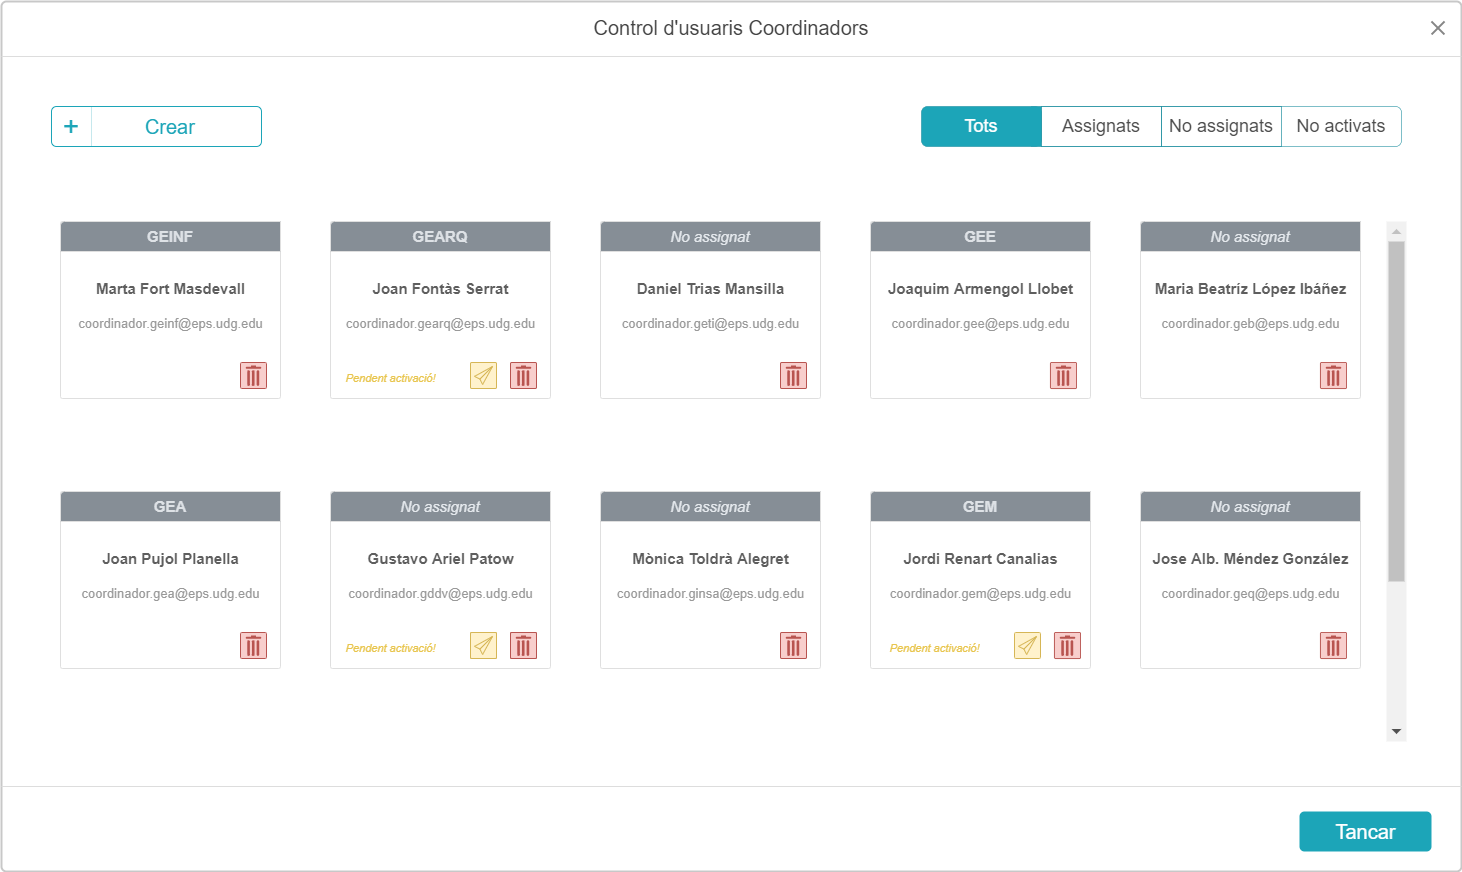 Control d'usuaris Coordinadors
+ Crear
Tots Assignats No assignats No activats
GEINF
Marta Fort Masdevall
coordinador.geinf@eps.udg.edu
GEARQ
Joan Fontàs Serrat
coordinador.gearq@eps.udg.edu
Pendent activació!
No assignat
Daniel Trias Mansilla
coordinador.geti@eps.udg.edu
GEE
Joaquim Armengol Llobet
coordinador.gee@eps.udg.edu
No assignat
Maria Beatríz López Ibáñez
coordinador.geb@eps.udg.edu
GEA
Joan Pujol Planella
coordinador.gea@eps.udg.edu
No assignat
Gustavo Ariel Patow
coordinador.gddv@eps.udg.edu
Pendent activació!
No assignat
Mònica Toldrà Alegret
coordinador.ginsa@eps.udg.edu
GEM
Jordi Renart Canalias
coordinador.gem@eps.udg.edu
Pendent activació!
No assignat
Jose Alb. Méndez González
coordinador.geq@eps.udg.edu
Tancar